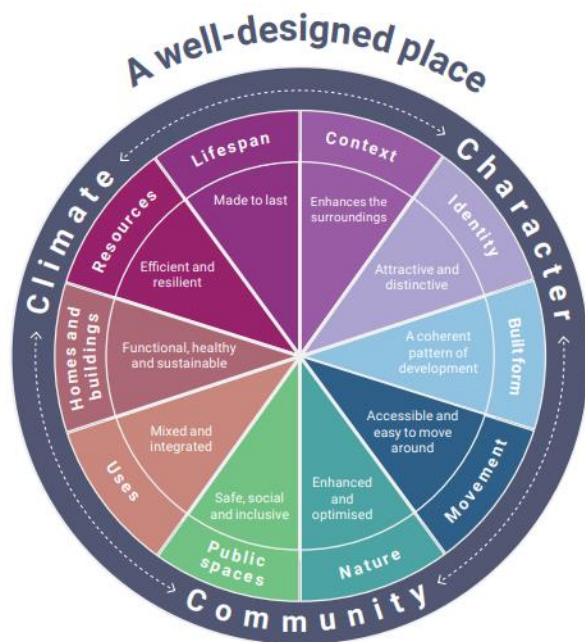 A well-designed place
Climate
Character
Community
Context
Enhances the
surroundings
Identity
Attractive and
distinctive
Built form
A coherent
pattern of
development
Movement
Accessible and
easy to move
around
Nature
Enhanced
and
optimised
Public
spaces
Safe, social
and inclusive
Uses
Mixed and
integrated
Homes and
buildings
Functional, healthy
and sustainable
Resources
Efficient and
resilient
Lifespan
Made to last